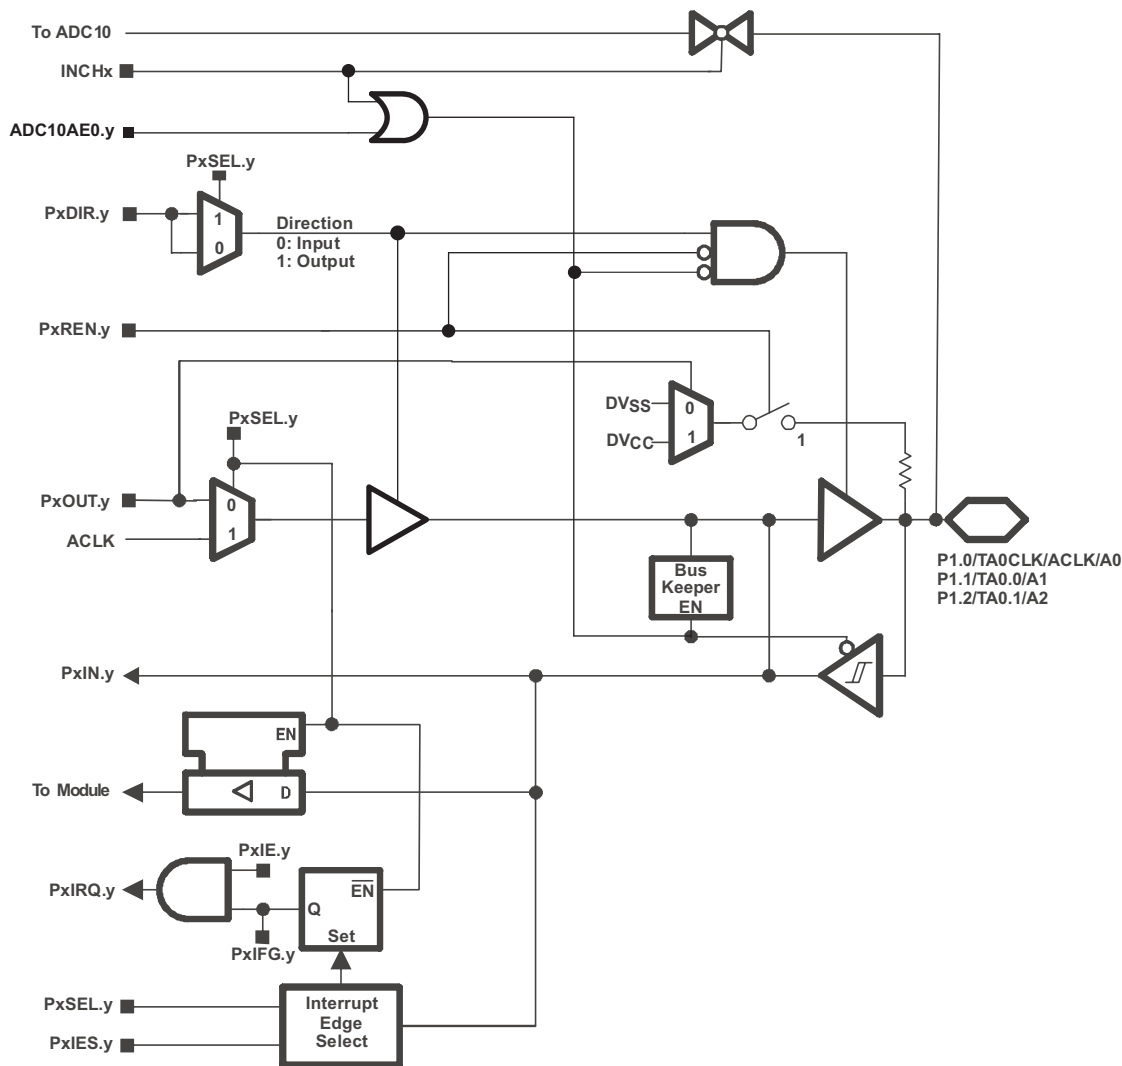 To ADC10
INCHx
ADC10AE0.y
PxSEL.y
PxDIR.y
1
0
Direction
0: Input
1: Output
PxREN.y
DVSS
0
DVCC
1
1
PxSEL.y
PxOUT.y
0
ACLK
1
Bus
Keeper
EN
P1.0/TA0CLK/ACLK/A0
P1.1/TA0.0/A1
P1.2/TA0.1/A2
PxIN.y
EN
To Module
D
PxIE.y
PxIRQ.y
EN
Q
Set
PxIFG.y
PxSEL.y
PxIES.y
Interrupt
Edge
Select